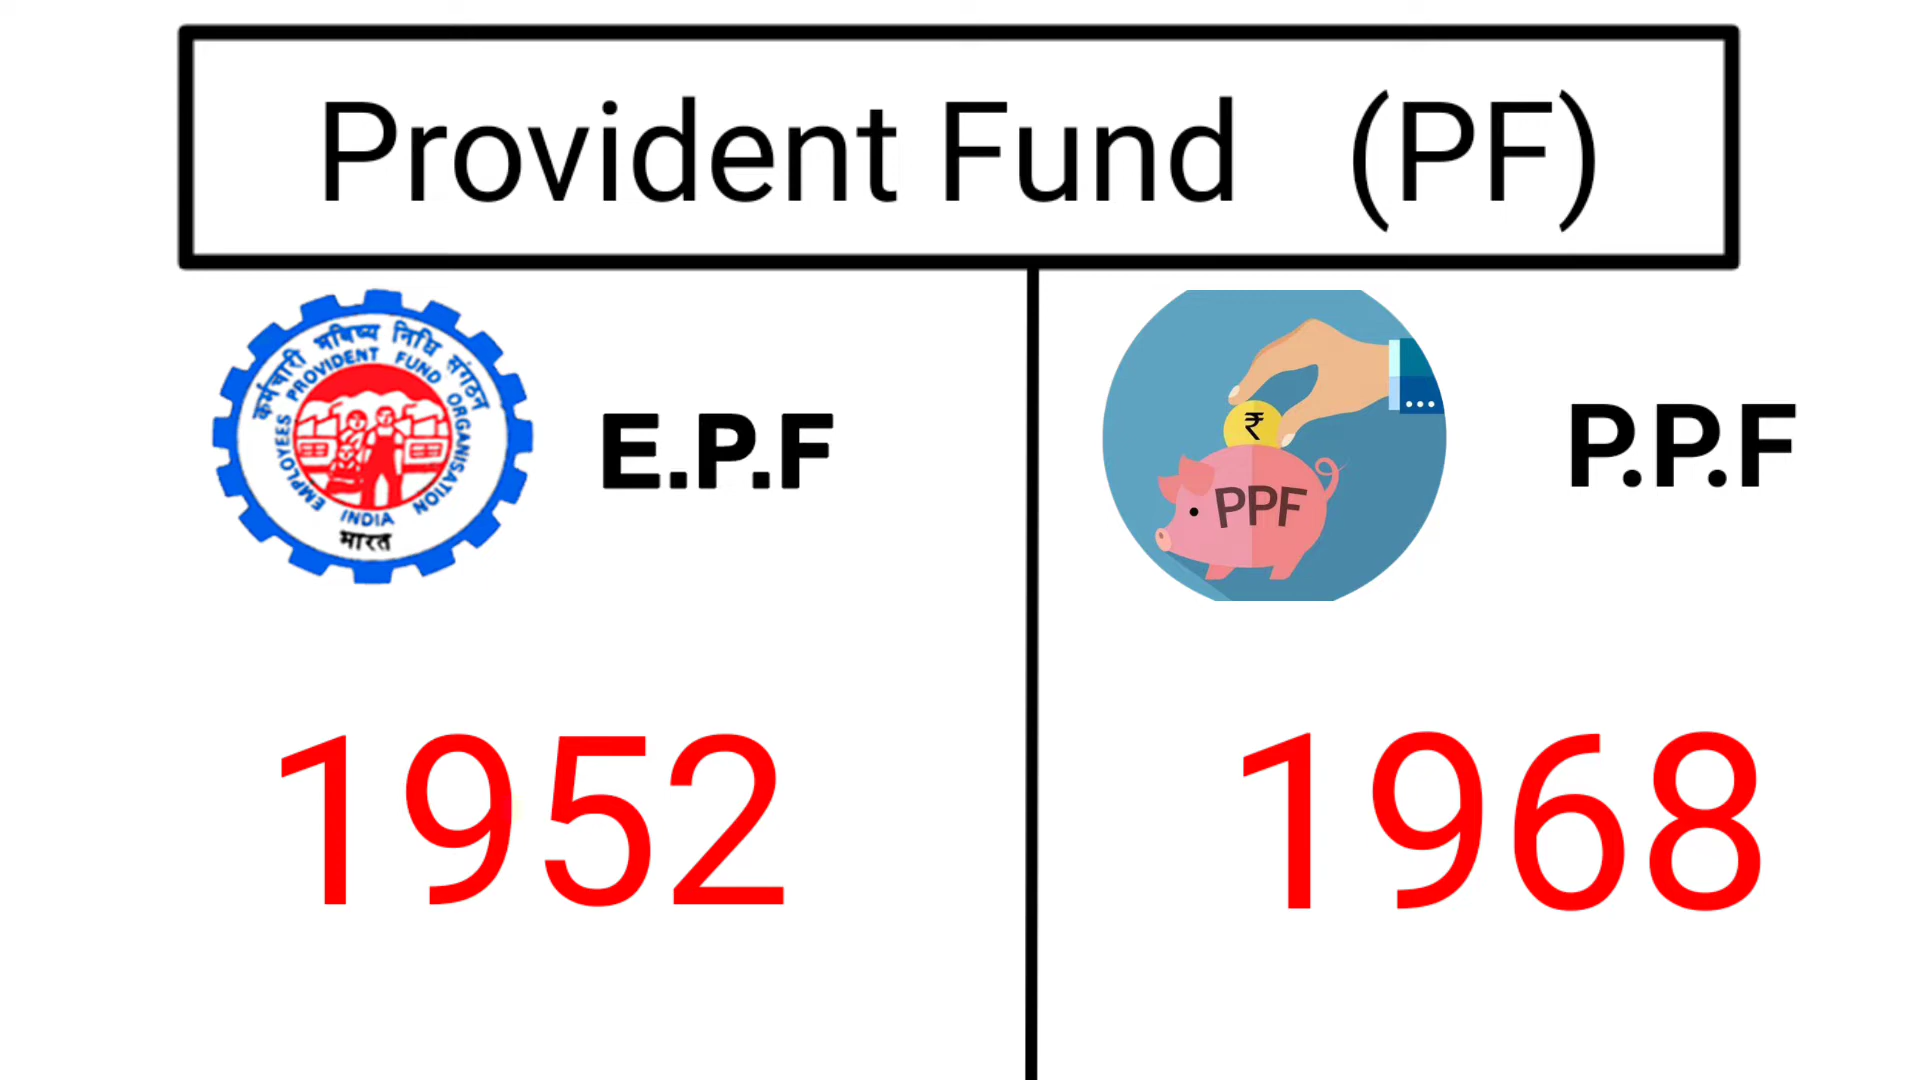 Provident Fund (PF)
कर्मचारी भविष्य निधि संगठन
EMPLOYEES PROVIDENT FUND ORGANISATION
INDIA
भारत
E.P.F
₹
PPF
P.P.F
1952
1968